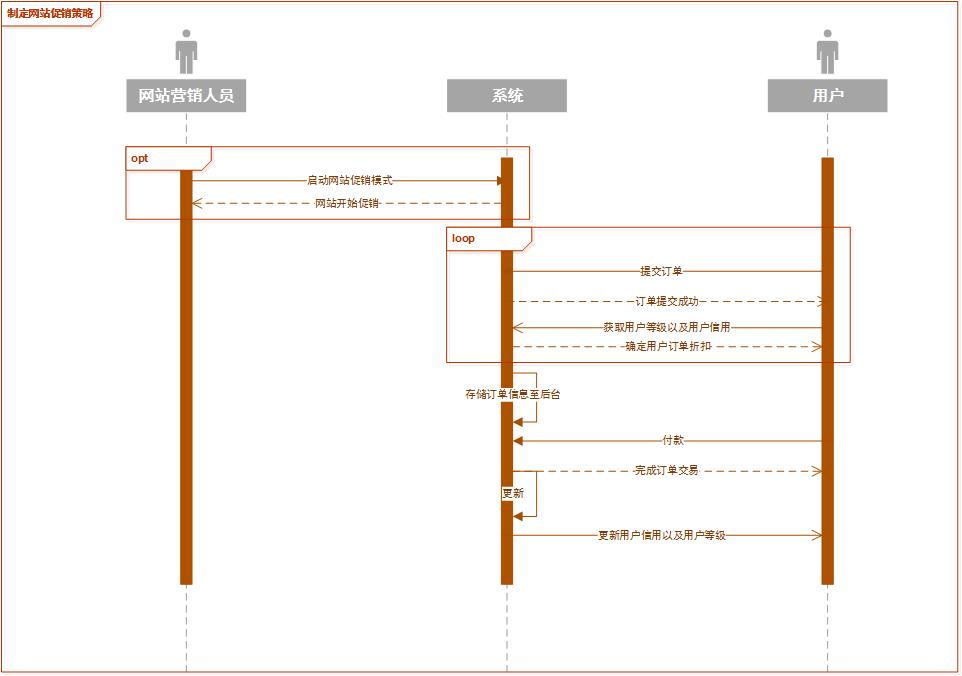 制定网站促销策略
网站营销人员
系统
用户
opt
启动网站促销模式
网站开始促销
loop
提交订单
订单提交成功
获取用户等级以及用户信用
确定用户订单折扣
存储订单信息至后台
付款
完成订单交易
更新
更新用户信用以及用户等级